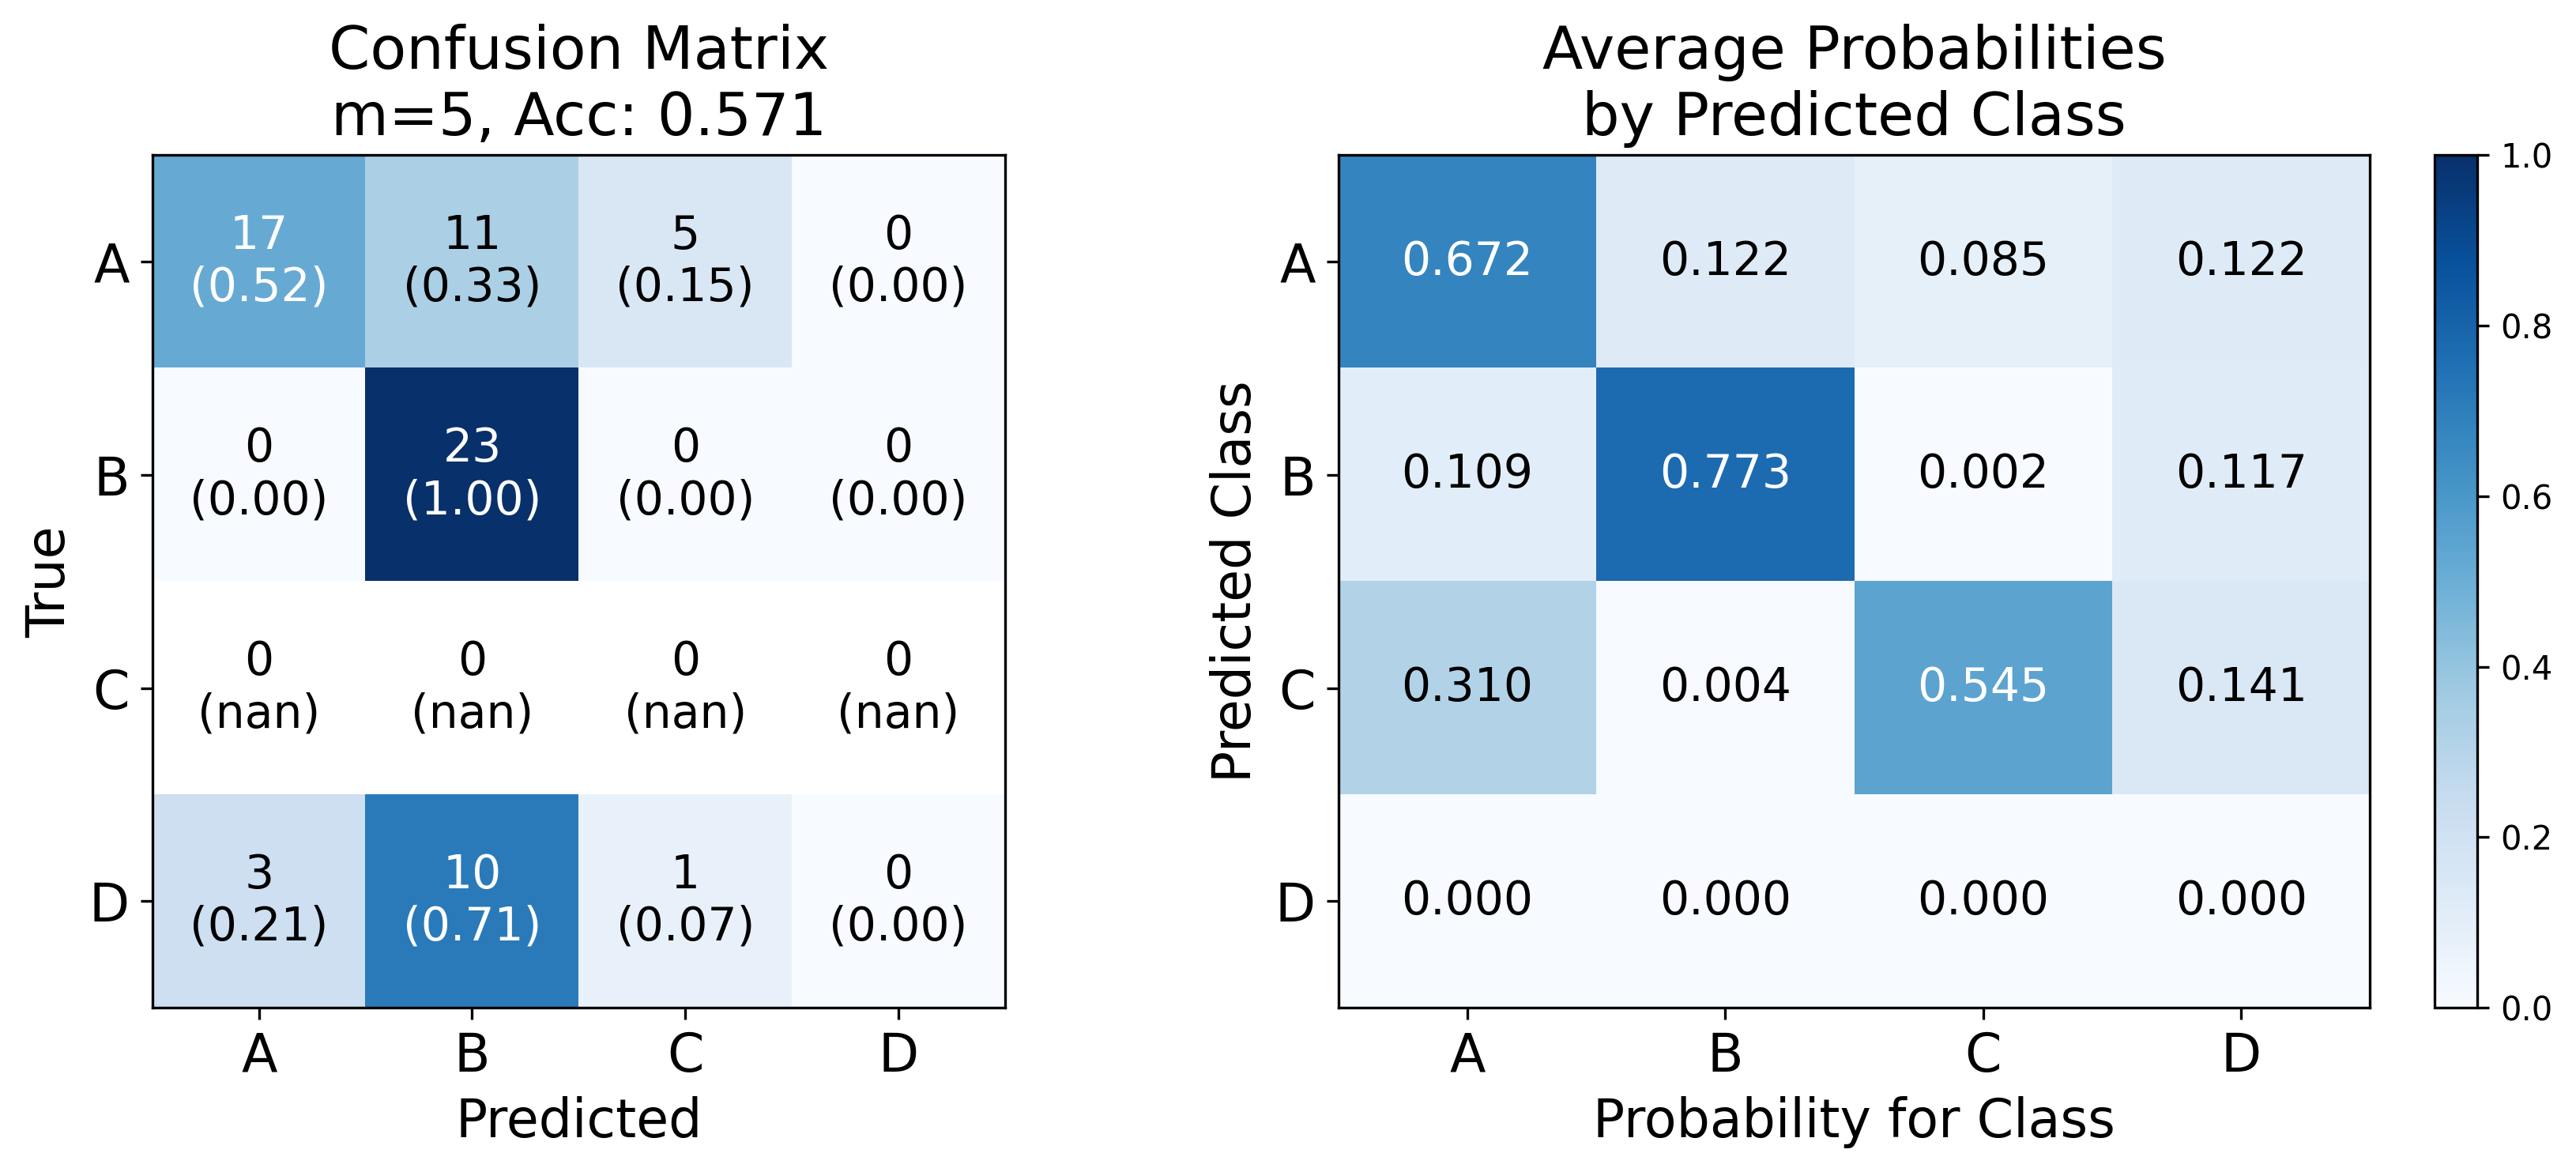 Confusion Matrix
m=5, Acc: 0.571
True
A
17
(0.52)
11
(0.33)
5
(0.15)
0
(0.00)
B
0
(0.00)
23
(1.00)
0
(0.00)
0
(0.00)
C
0
(nan)
0
(nan)
0
(nan)
0
(nan)
D
3
(0.21)
10
(0.71)
1
(0.07)
0
(0.00)
A B C D
Predicted
Average Probabilities
by Predicted Class
Predicted Class
A 0.672 0.122 0.085 0.122
B 0.109 0.773 0.002 0.117
C 0.310 0.004 0.545 0.141
D 0.000 0.000 0.000 0.000
A B C D
Probability for Class
1.0
0.8
0.6
0.4
0.2
0.0